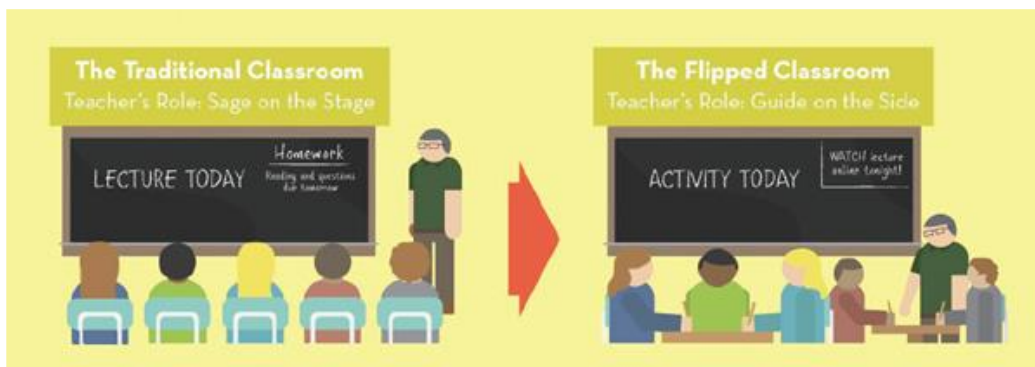 The Traditional Classroom
Teacher's Role: Sage on the Stage
LECTURE TODAY
Homework
Reading and questions
due tomorrow
The Flipped Classroom
Teacher's Role: Guide on the Side
ACTIVITY TODAY
WATCH lecture
online tonight!